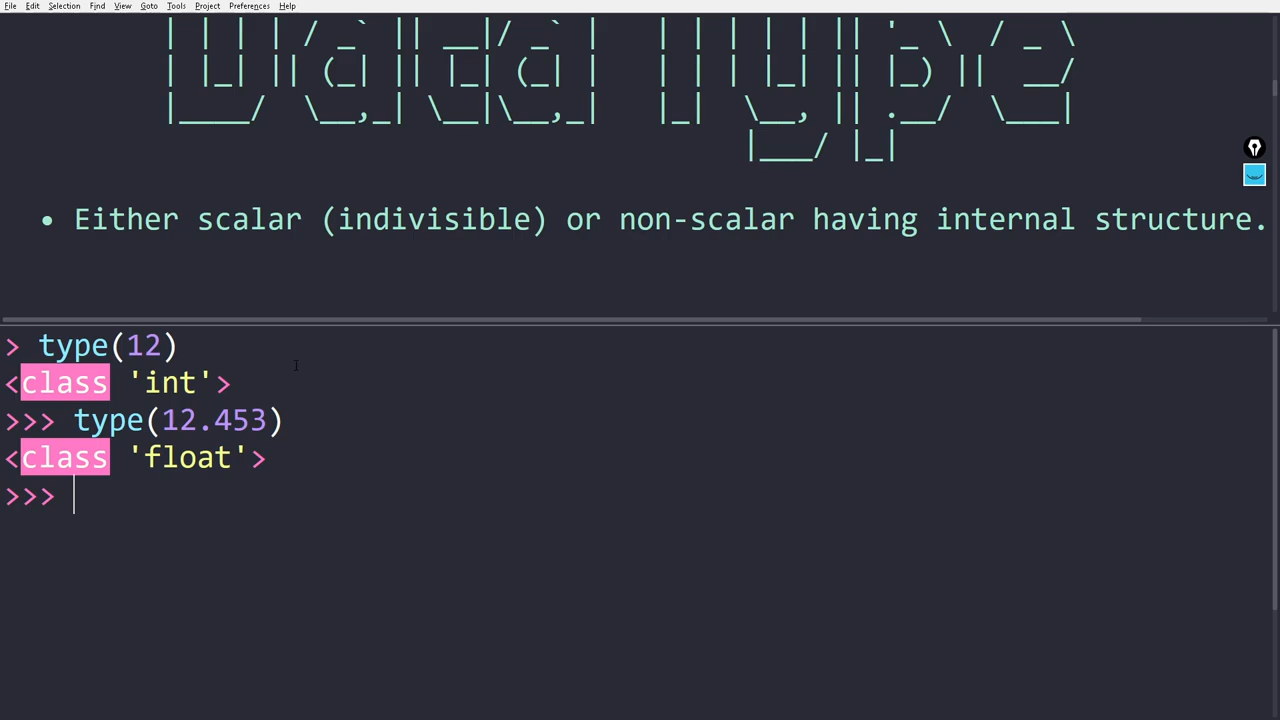 File Edit Selection Find View Goto Tools Project Preferences Help
Data Type
• Either scalar (indivisible) or non-scalar having internal structure.
> type(12)
<class 'int'>
>>> type(12.453)
<class 'float'>
>>>